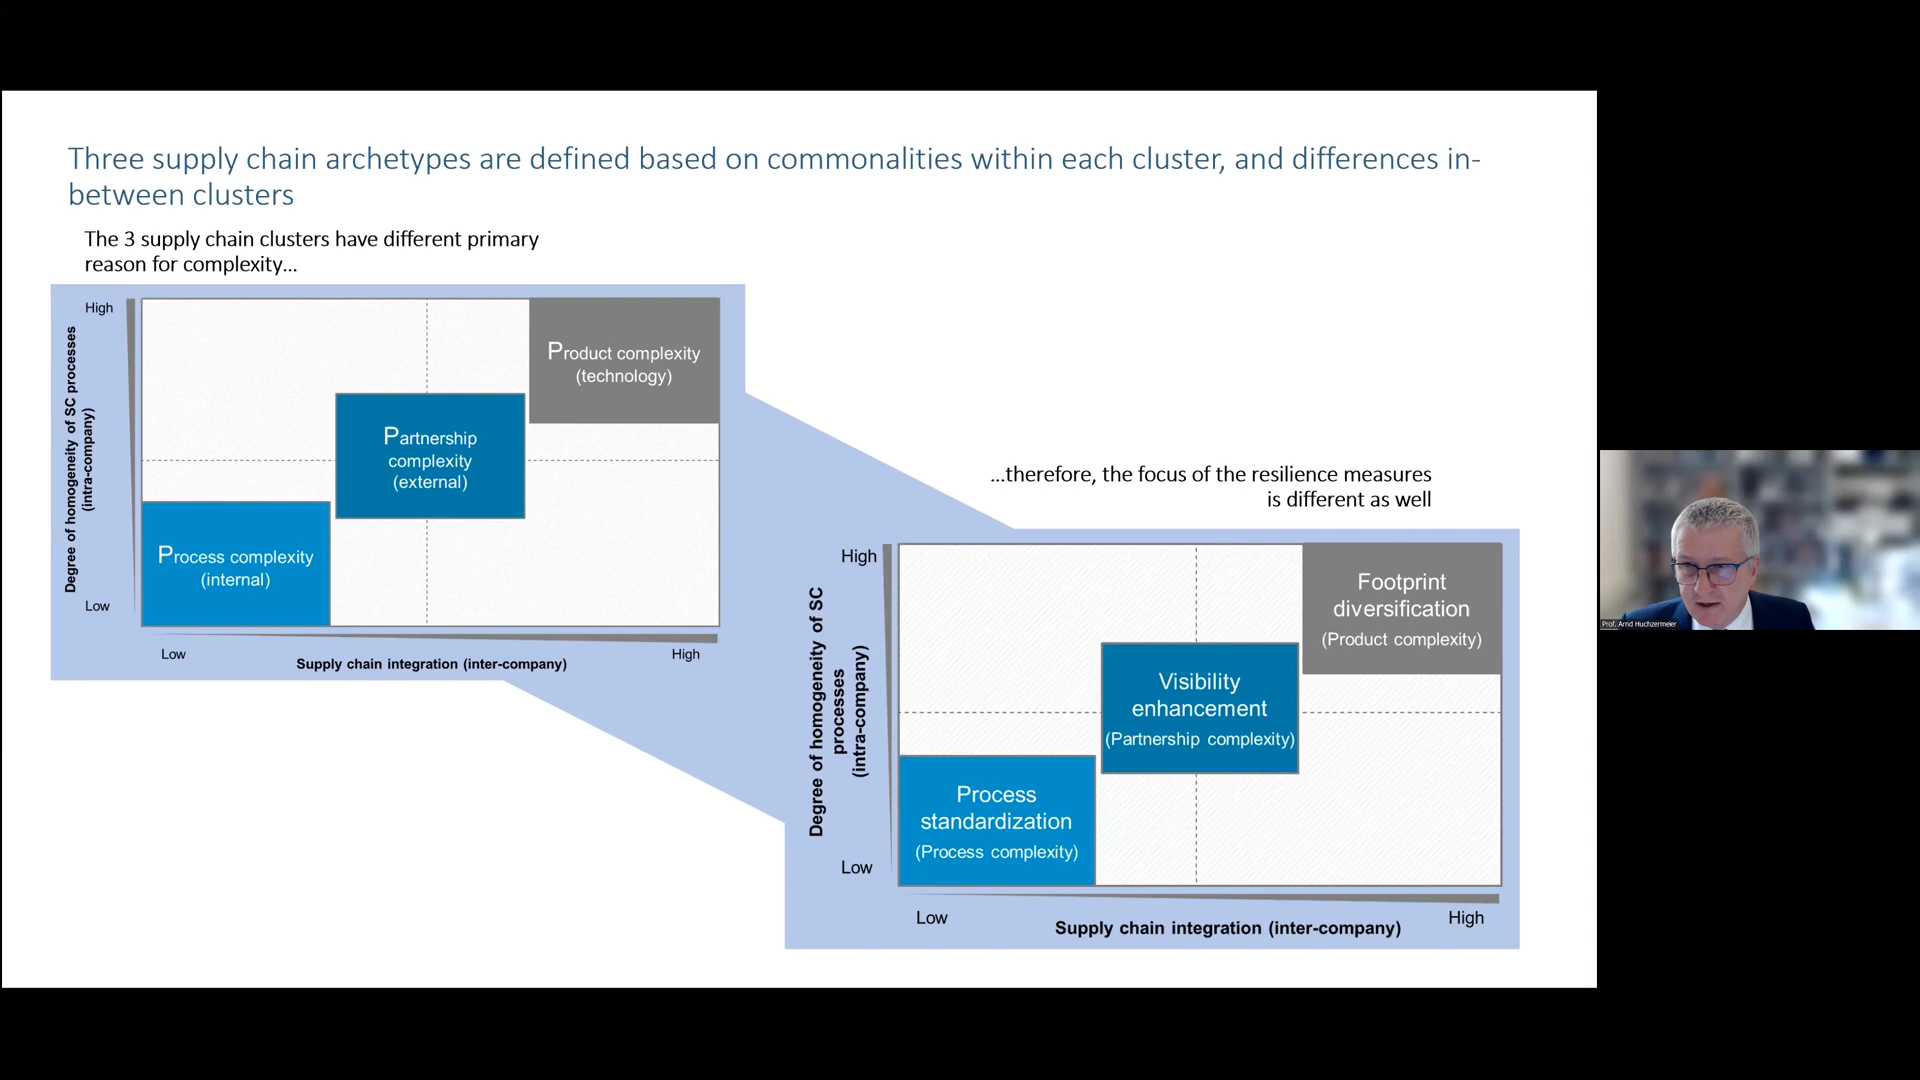 Three supply chain archetypes are defined based on commonalities within each cluster, and differences in-
between clusters
The 3 supply chain clusters have different primary
reason for complexity...
High
Degree of homogeneity of SC processes
(intra-company)
Low
Product complexity
(technology)
Partnership
complexity
(external)
Process complexity
(internal)
Low
Supply chain integration (inter-company)
High
...therefore, the focus of the resilience measures
is different as well
High
Degree of homogeneity of SC
processes
(intra-company)
Low
Footprint
diversification
(Product complexity)
Visibility
enhancement
(Partnership complexity)
Process
standardization
(Process complexity)
Low
Supply chain integration (inter-company)
High
Prof. Arnd Huchzermeier